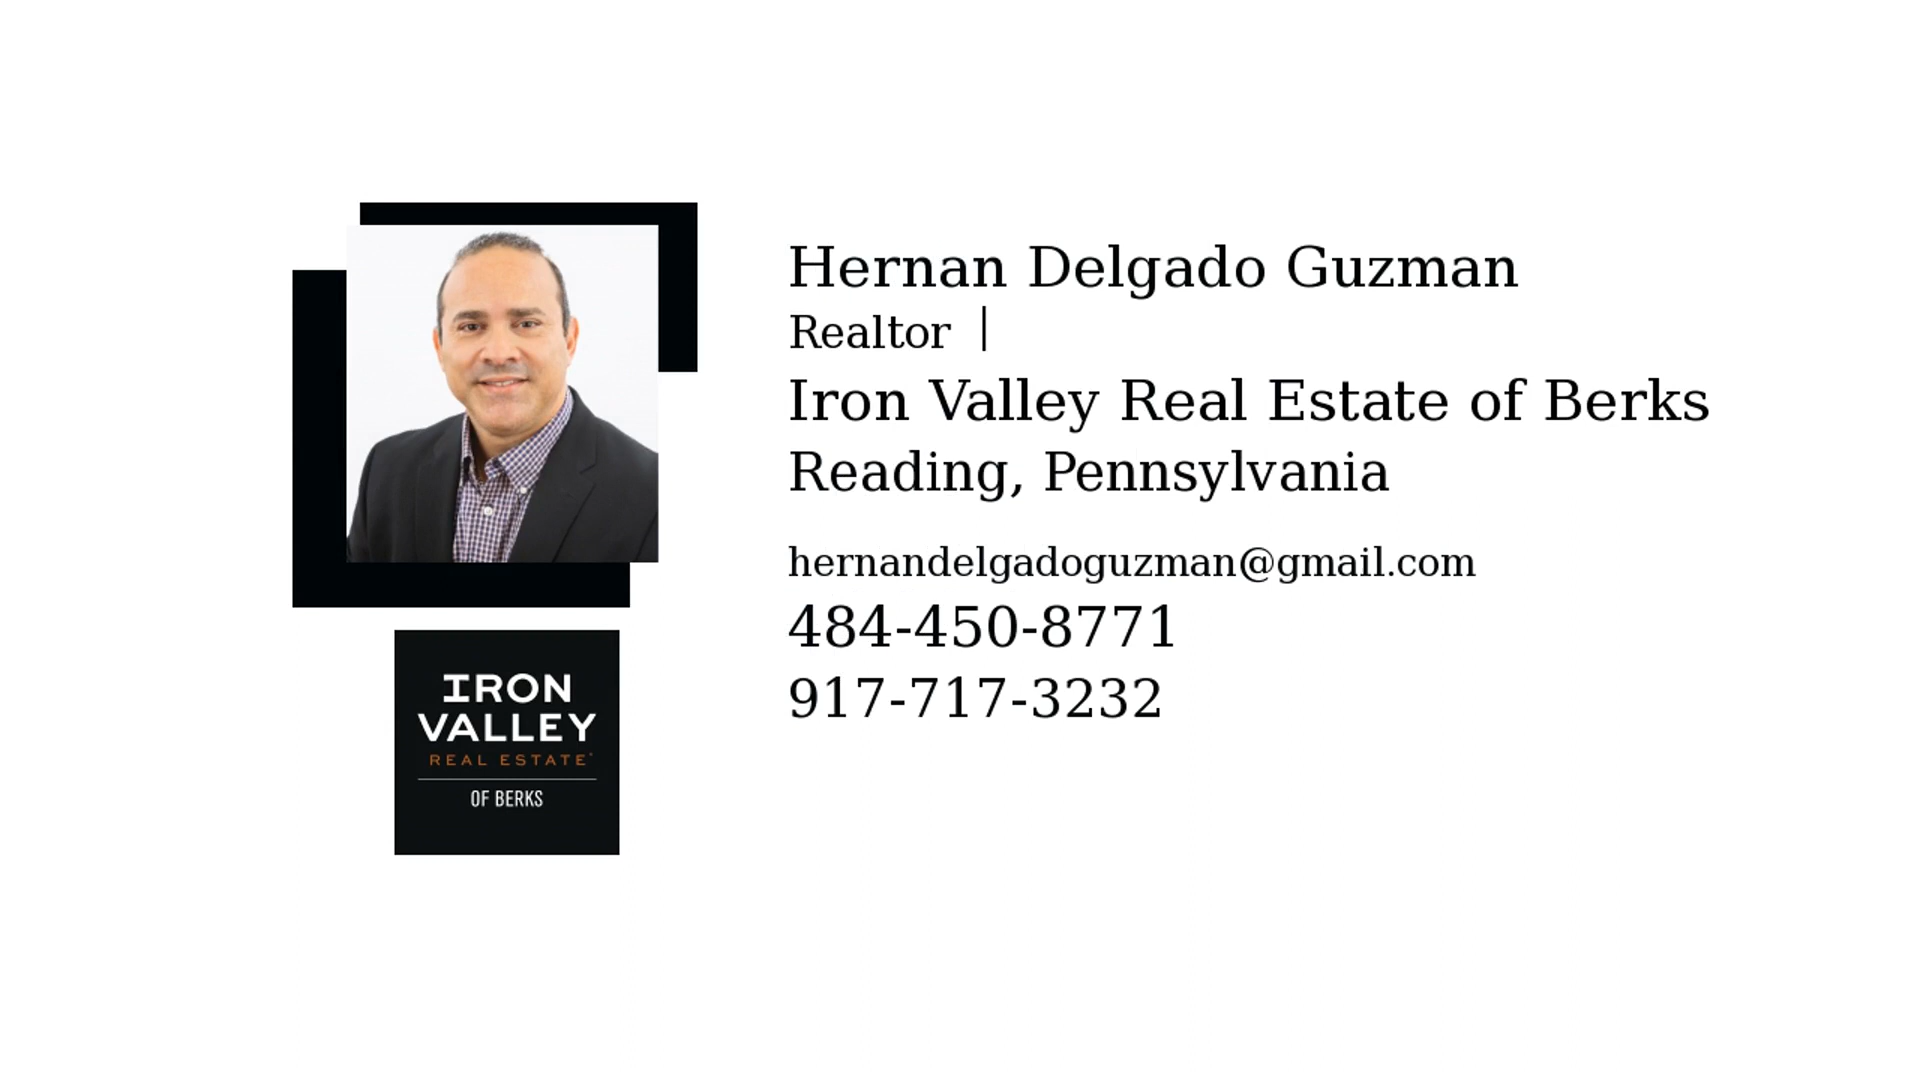 Hernan Delgado Guzman
Realtor |
Iron Valley Real Estate of Berks
Reading, Pennsylvania
hernandelgadoguzman@gmail.com
484-450-8771
917-717-3232
IRON
VALLEY
REAL ESTATE
OF BERKS